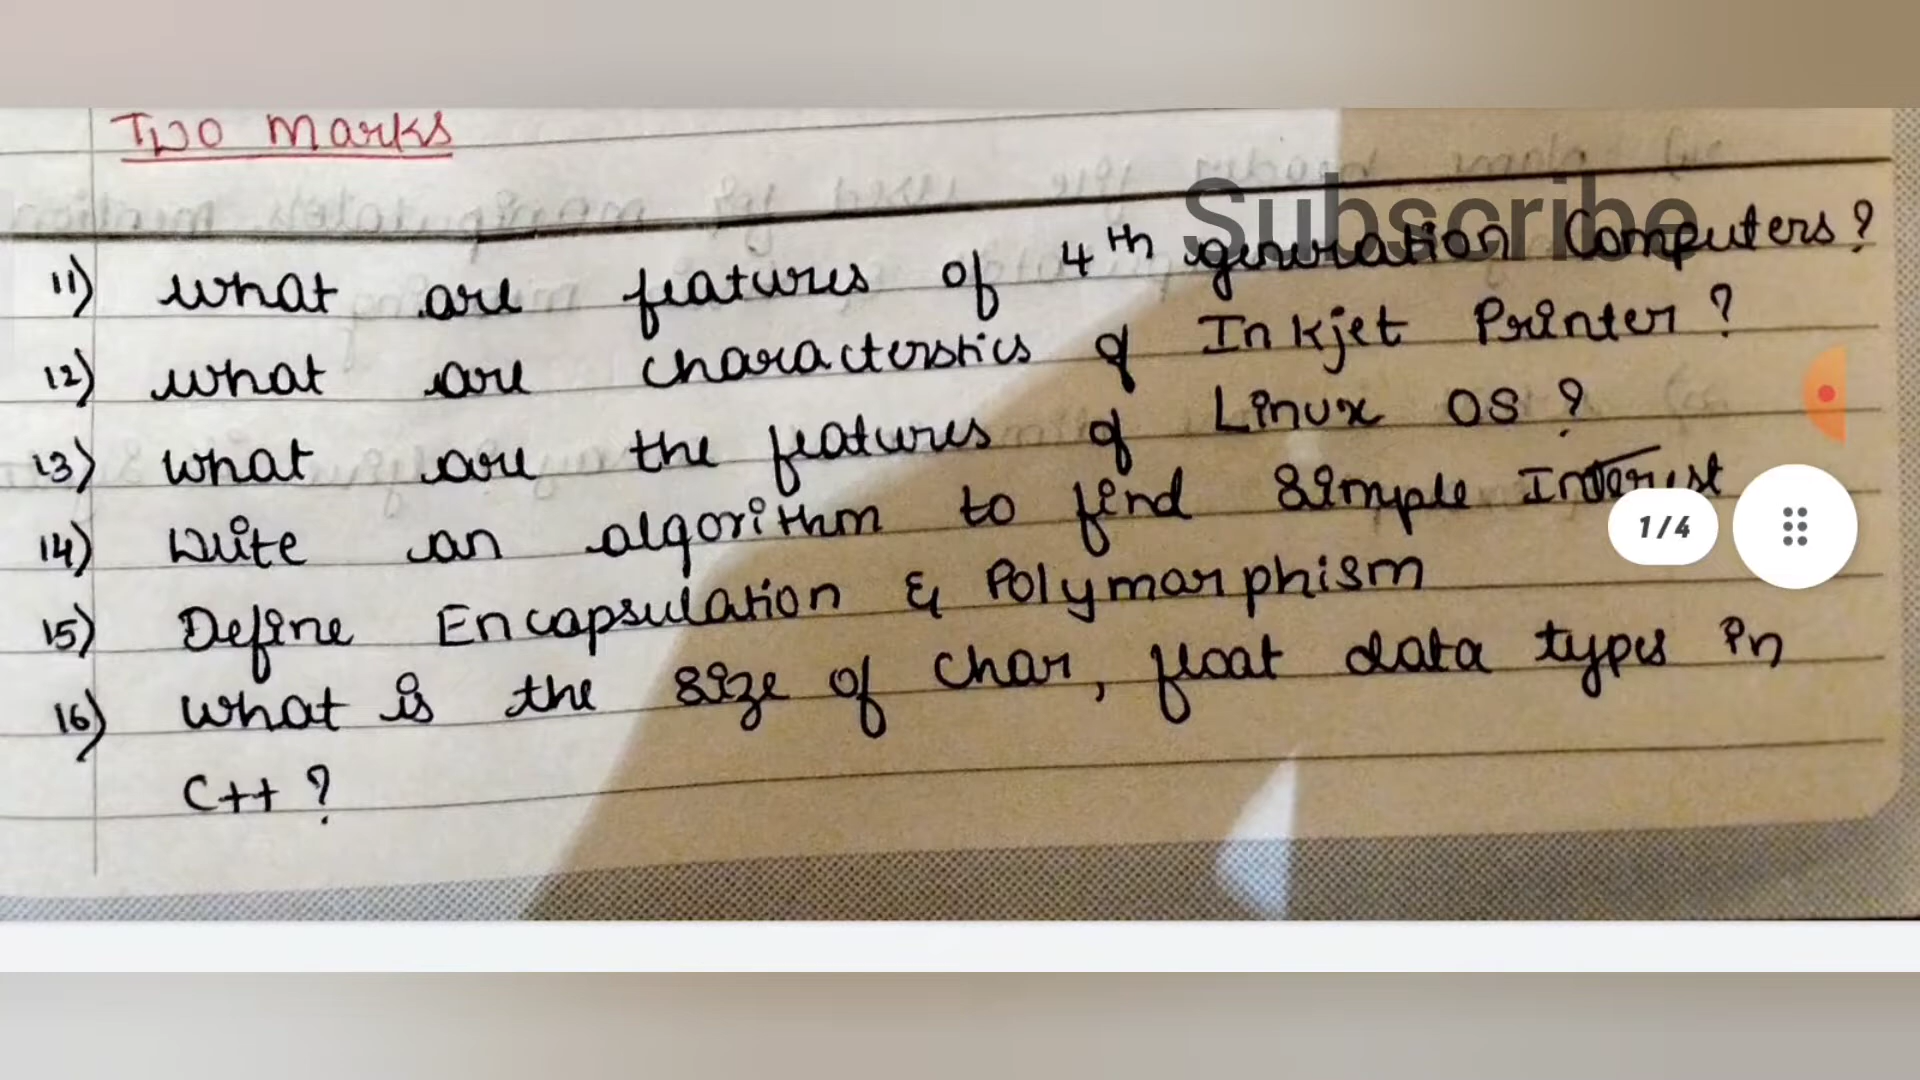 Two Marks
Subscribe
11) what are features of 4th generation Computers?
12) what are characterstics of Inkjet Printer?
13) what are the features of Linux OS?
14) Write an algorithm to find Simple Interest
1/4
15) Define Encapsulation & Polymorphism
16) what is the size of char, float data types in
C++?